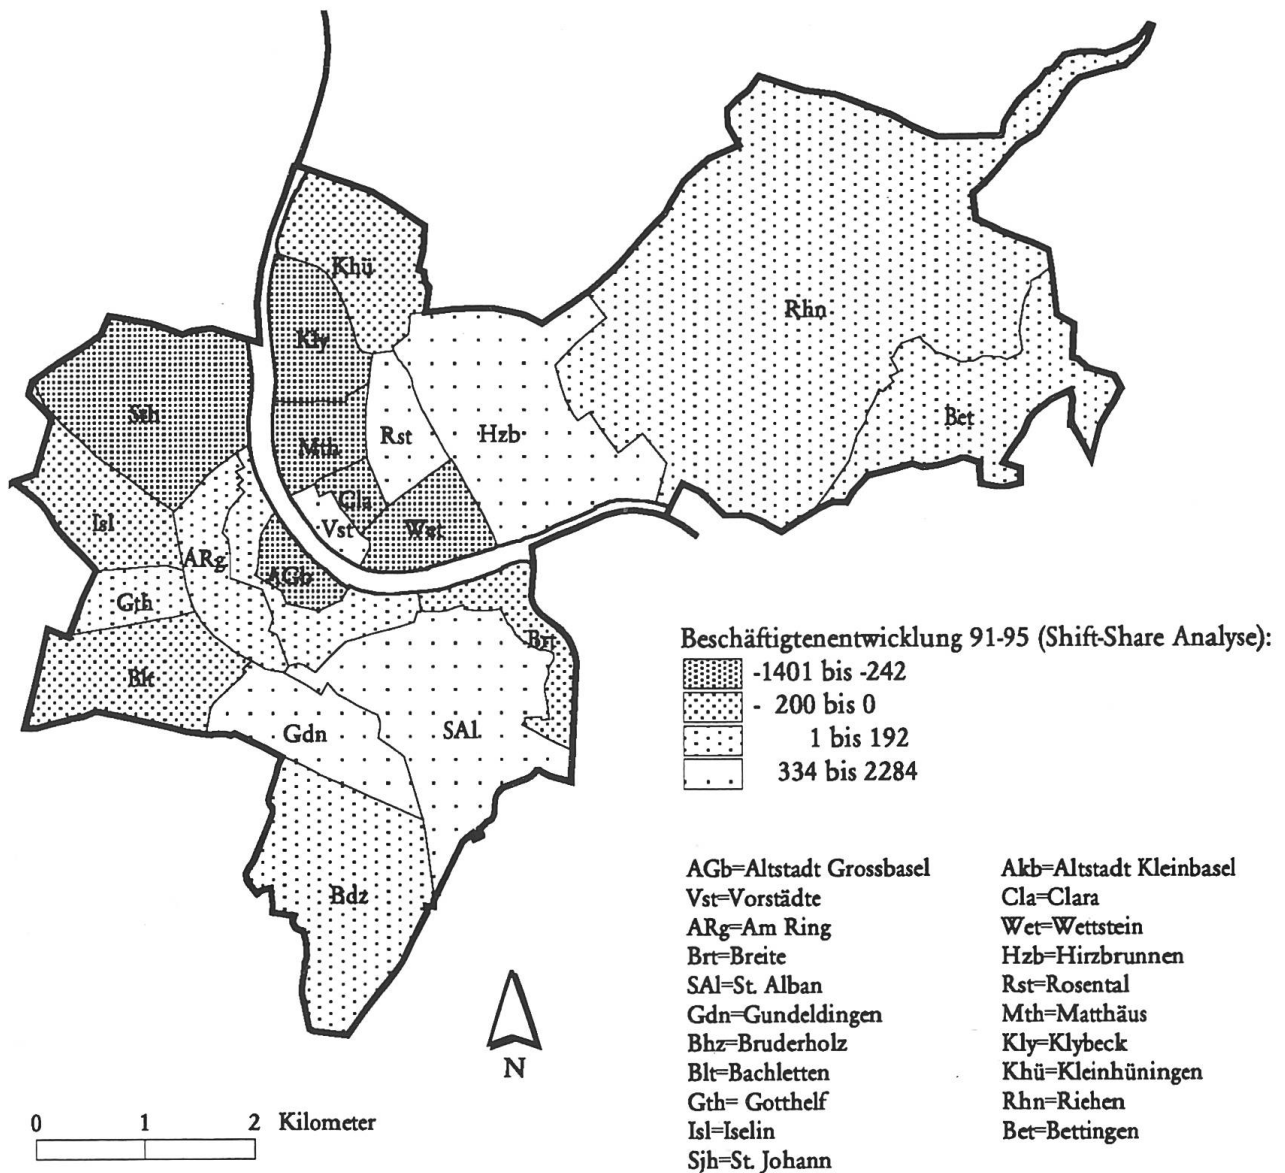 Khü
Rhn
Kly
Bet
Rst
Hzb
Mth
Cla
Vst
Wet
Isl
ARg
AGb
Gth
Brt
Blt
Gdn
SAl
Bdz
Beschäftigtenentwicklung 91-95 (Shift-Share Analyse):
-1401 bis -242
- 200 bis 0
1 bis 192
334 bis 2284
AGb=Altstadt Grossbasel
Vst=Vorstädte
ARg=Am Ring
Brt=Breite
SAl=St. Alban
Gdn=Gundeldingen
Bhz=Bruderholz
Blt=Bachletten
Gth= Gotthelf
Isl=Iselin
Sjh=St. Johann
Akb=Altstadt Kleinbasel
Cla=Clara
Wet=Wettstein
Hzb=Hirzbrunnen
Rst=Rosental
Mth=Matthäus
Kly=Klybeck
Khü=Kleinhüningen
Rhn=Riehen
Bet=Bettingen
N
0 1 2 Kilometer